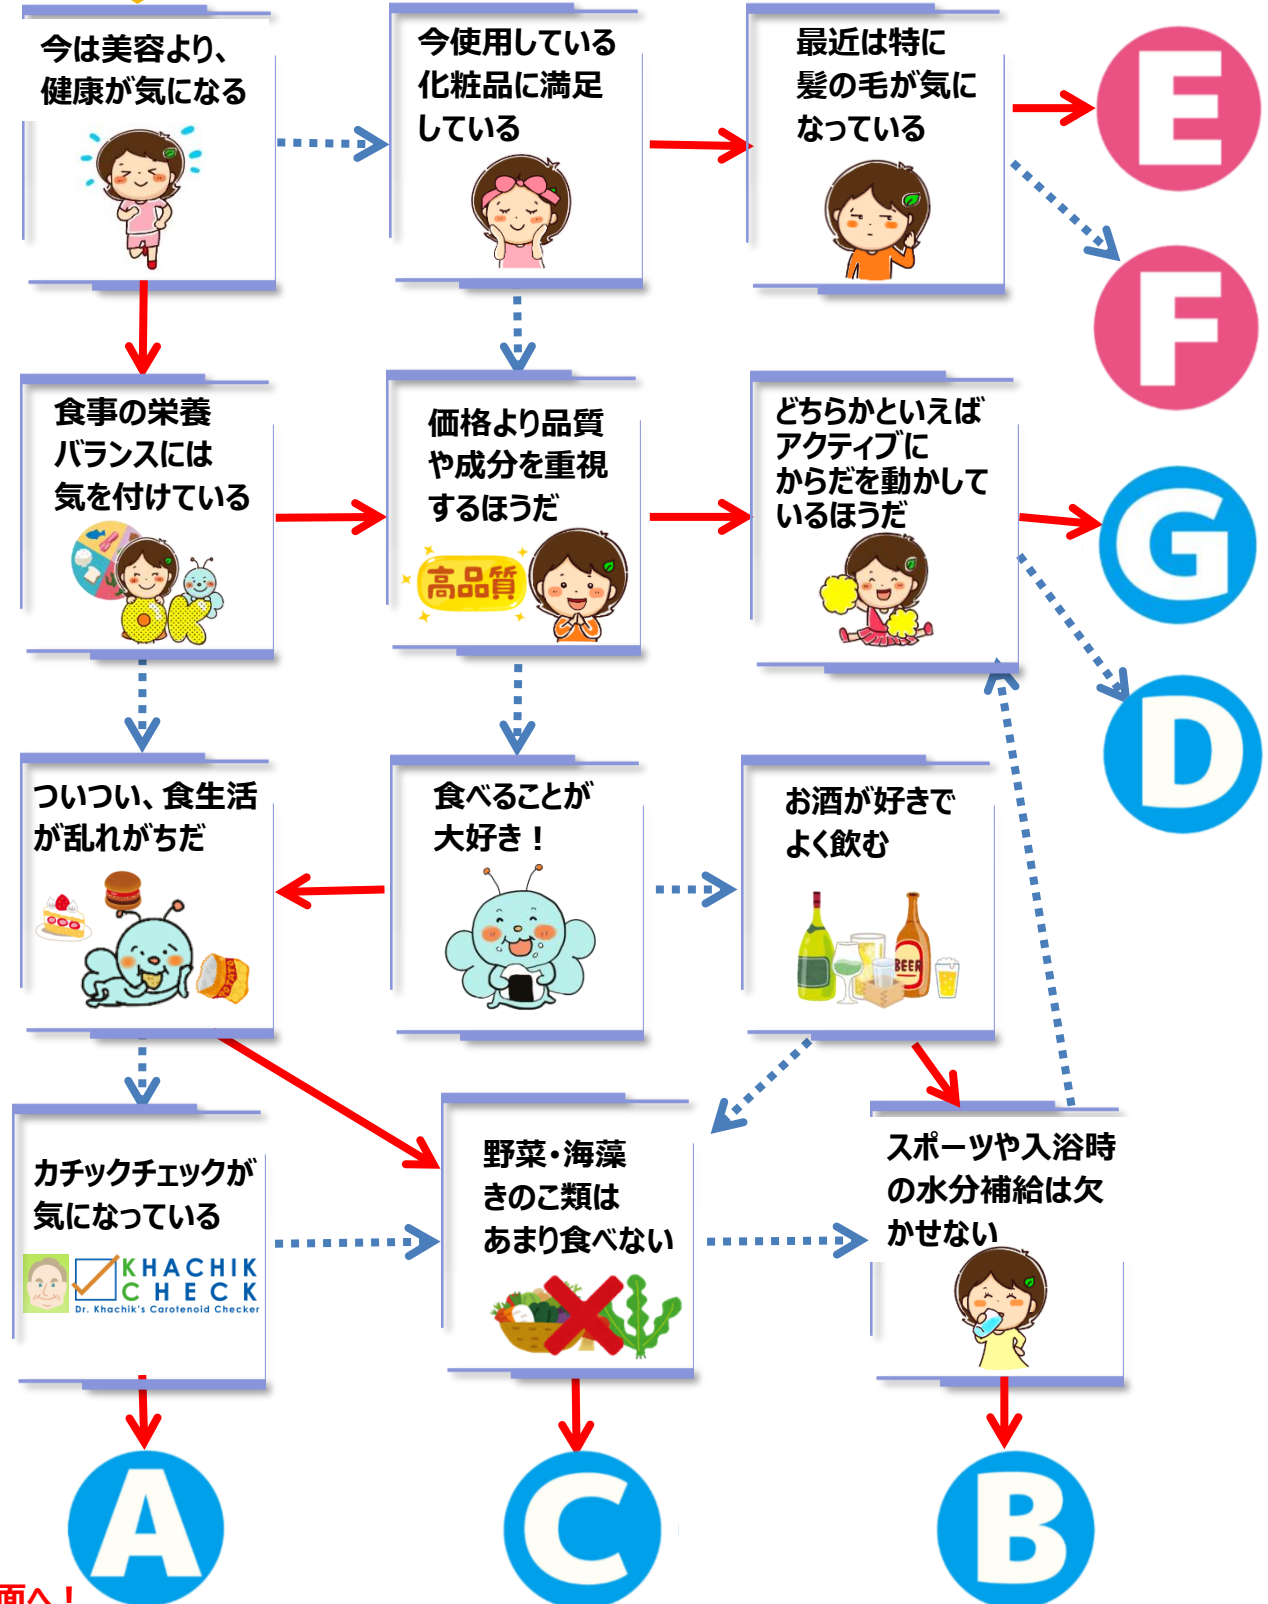 今は美容より、
健康が気になる
今使用している
化粧品に満足
している
最近は特に
髪の毛が気に
なっている
E
F
食事の栄養
バランスには
気を付けている
OK
価格より品質
や成分を重視
するほうだ
高品質
どちらかといえば
アクティブに
からだを動かして
いるほうだ
G
D
ついつい、食生活
が乱れがちだ
POTATO
食べることが
大好き！
お酒が好きで
よく飲む
BEER
カチックチェックが
気になっている
KHACHIK
CHECK
Dr. Khachik's Carotenoid Checker
野菜・海藻
きのこ類は
あまり食べない
スポーツや入浴時
の水分補給は欠
かせない
A
C
B
面へ！